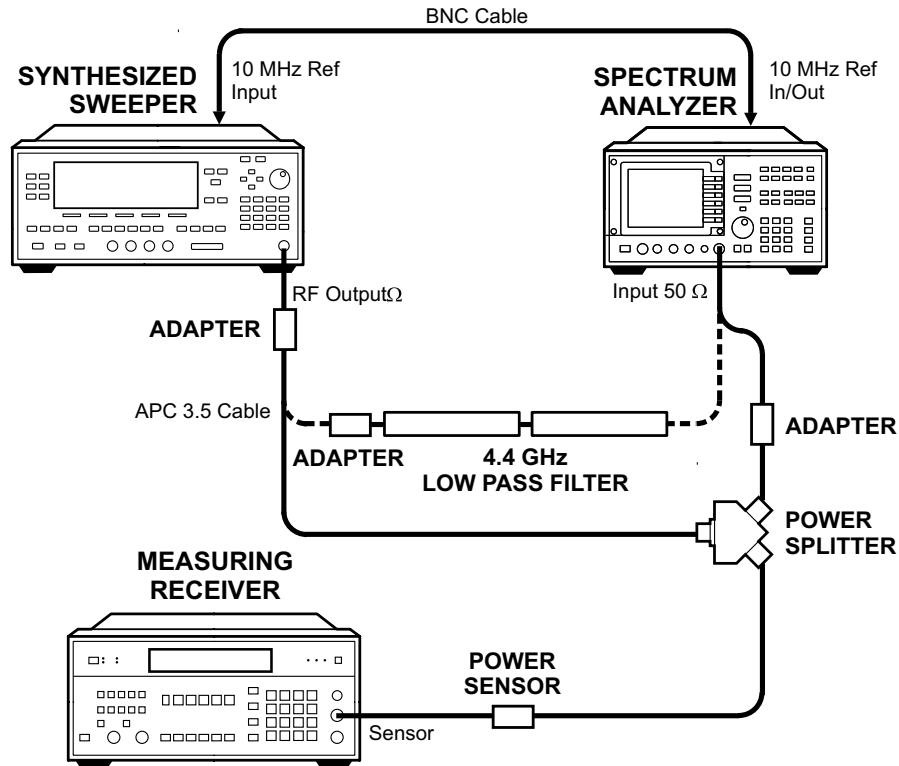 BNC Cable
SYNTHESIZED
SWEEPER
10 MHz Ref
Input
SPECTRUM
ANALYZER
10 MHz Ref
In/Out
RF OutputΩ
Input 50 Ω
ADAPTER
APC 3.5 Cable
ADAPTER
4.4 GHz
LOW PASS FILTER
ADAPTER
POWER
SPLITTER
MEASURING
RECEIVER
POWER
SENSOR
Sensor